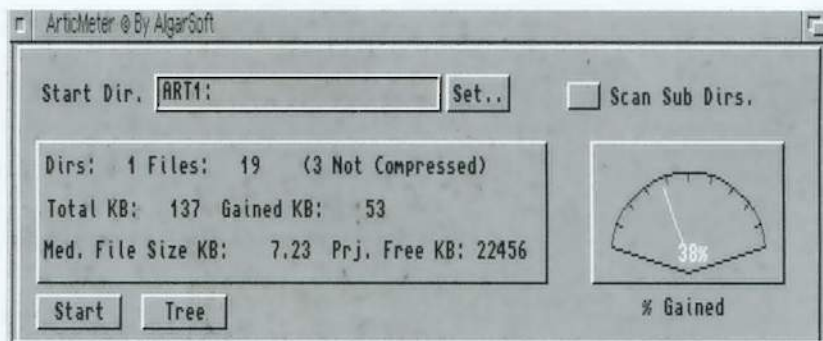 ArticMeter © By AlgarSoft
Start Dir. ART1: Set.. Scan Sub Dirs.
Dirs: 1 Files: 19 (3 Not Compressed)
Total KB: 137 Gained KB: 53
Med. File Size KB: 7.23 Prj. Free KB: 22456
38%
Start Tree % Gained